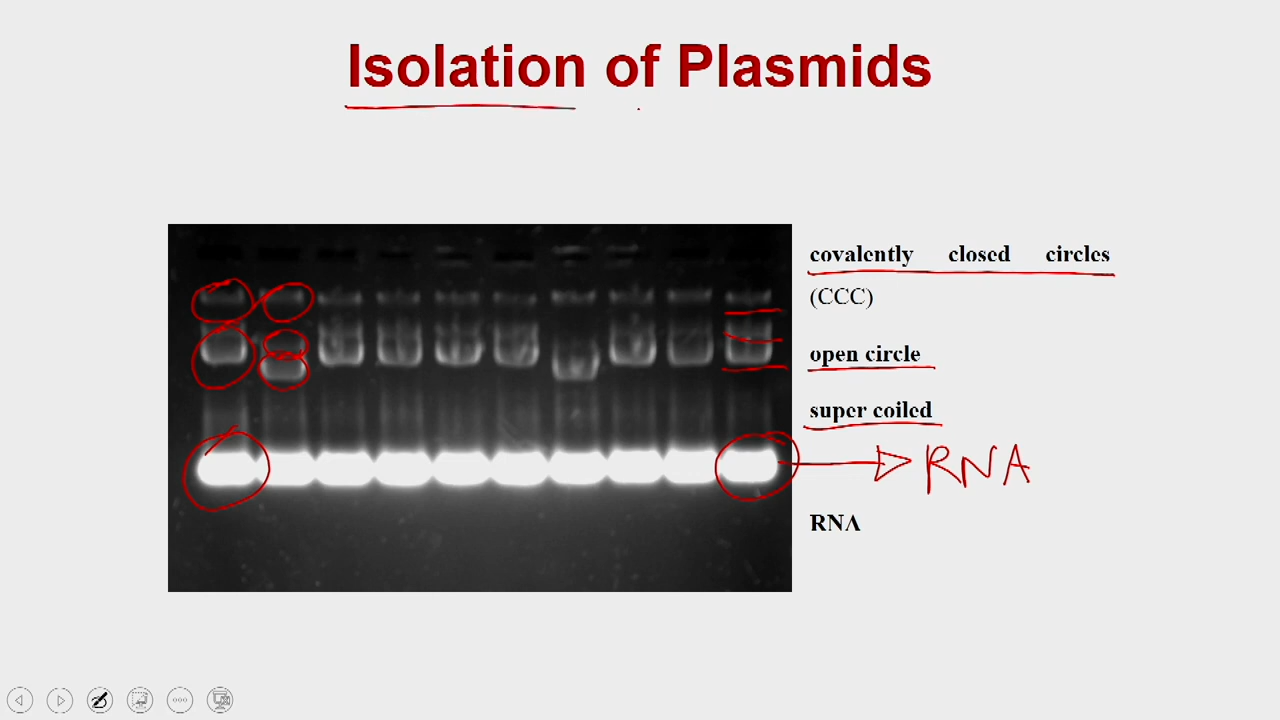 Isolation of Plasmids
covalently closed circles
(CCC)
open circle
super coiled
RNA
RNA